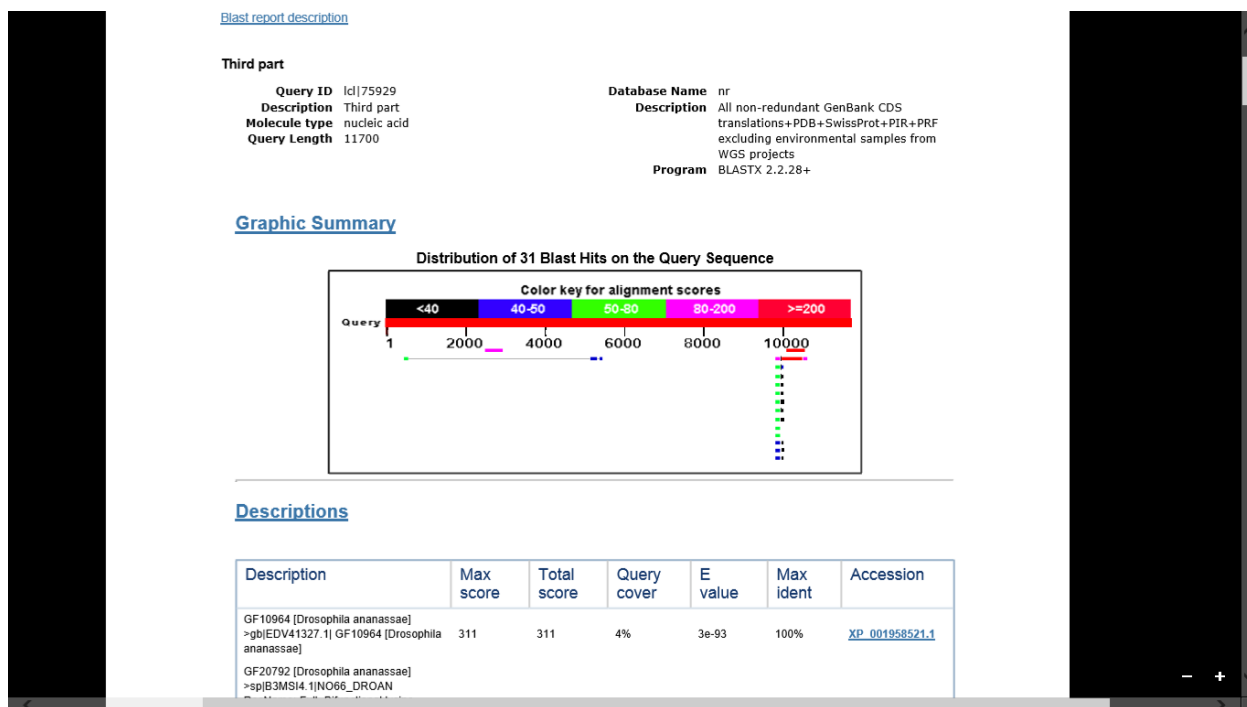 Blast report description
Third part
Query ID lcl|75929
Description Third part
Molecule type nucleic acid
Query Length 11700
Database Name nr
Description All non-redundant GenBank CDS
translations+PDB+SwissProt+PIR+PRF
excluding environmental samples from
WGS projects
Program BLASTX 2.2.28+
Graphic Summary
Distribution of 31 Blast Hits on the Query Sequence
Color key for alignment scores
<40 40-50 50-80 80-200 >=200
Query
1 2000 4000 6000 8000 10000
Descriptions
Description Max score Total score Query cover E value Max ident Accession
GF10964 [Drosophila ananassae]
>gb|EDV41327.1| GF10964 [Drosophila 311 311 4% 3e-93 100% XP_001958521.1
ananassae]
GF20792 [Drosophila ananassae]
>sp|B3MSI4.1|NO66_DROAN